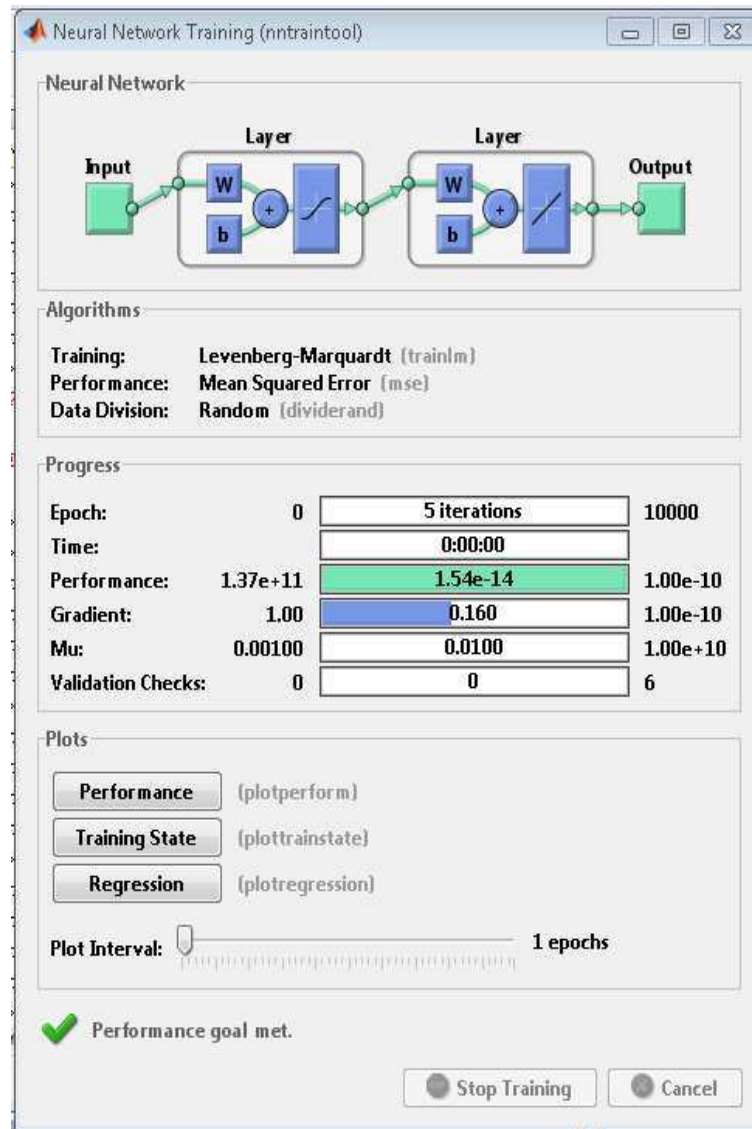 Neural Network Training (nntraintool)
Neural Network
Layer Layer
Input Output
W W
+ +
b b
Algorithms
Training: Levenberg-Marquardt (trainlm)
Performance: Mean Squared Error (mse)
Data Division: Random (dividerand)
Progress
Epoch: 0 5 iterations 10000
Time: 0:00:00
Performance: 1.37e+11 1.54e-14 1.00e-10
Gradient: 1.00 0.160 1.00e-10
Mu: 0.00100 0.0100 1.00e+10
Validation Checks: 0 0 6
Plots
Performance (plotperform)
Training State (plottrainstate)
Regression (plotregression)
Plot Interval: 1 epochs
Performance goal met.
Stop Training Cancel